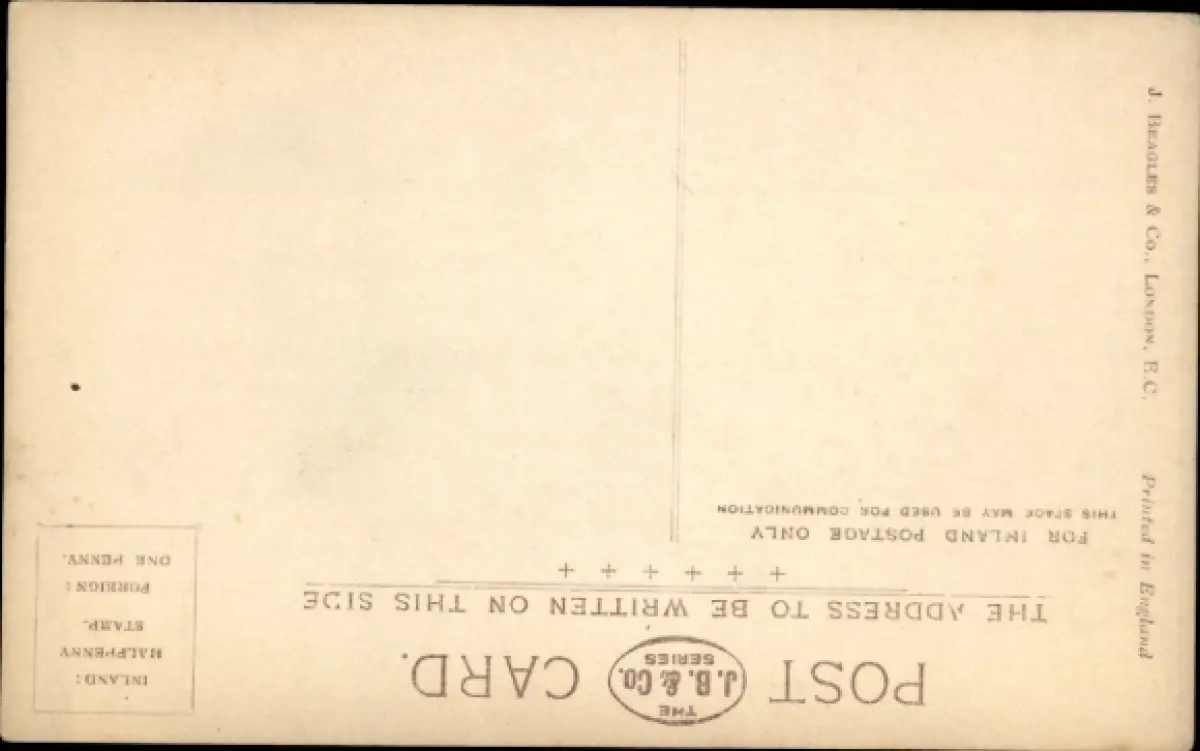 POST CARD.
THE
J.B. & CO.
SERIES
THE ADDRESS TO BE WRITTEN ON THIS SIDE
FOR INLAND POSTAGE ONLY
THIS SPACE MAY BE USED FOR COMMUNICATION
INLAND:
HALFPENNY
STAMP.
FOREIGN:
ONE PENNY.
J. BEAGLES & CO., LONDON, E.C.
Printed in England